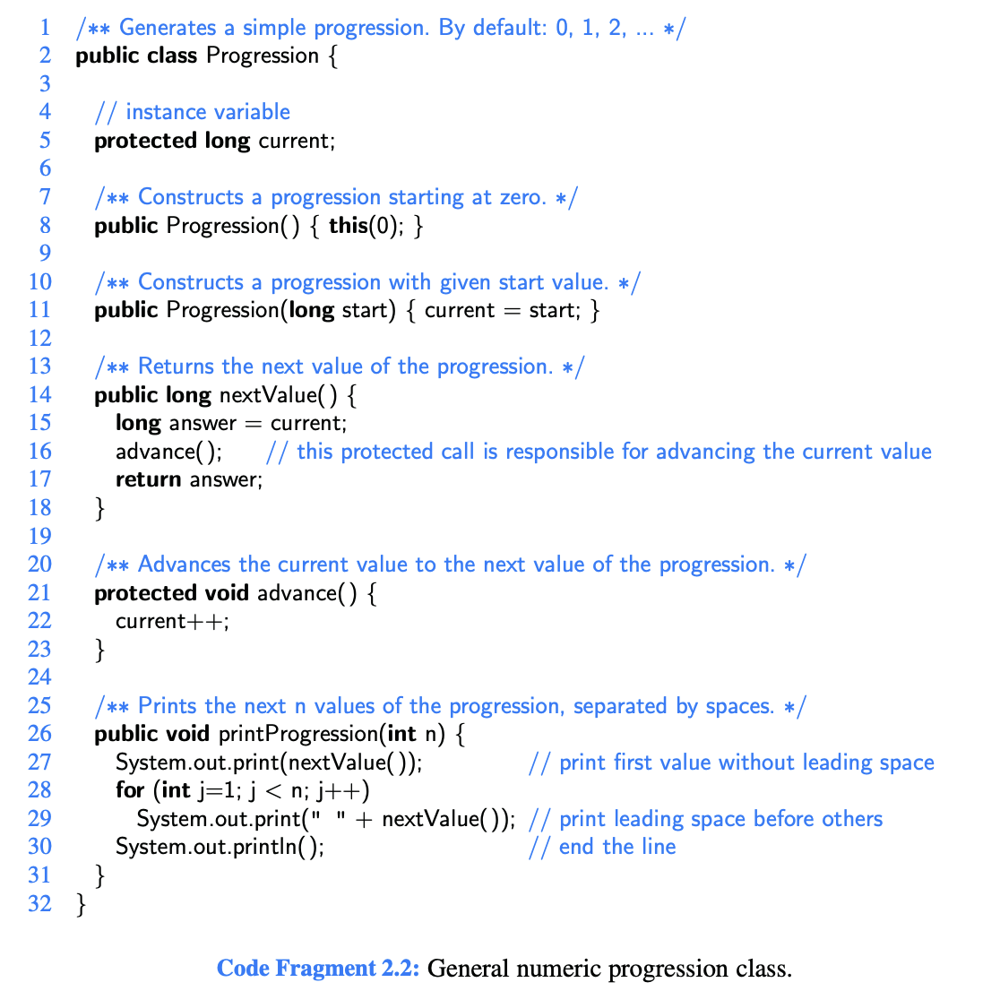 1 /** Generates a simple progression. By default: 0, 1, 2, ... */
2 public class Progression {
3
4 // instance variable
5 protected long current;
6
7 /** Constructs a progression starting at zero. */
8 public Progression() { this(0); }
9
10 /** Constructs a progression with given start value. */
11 public Progression(long start) { current = start; }
12
13 /** Returns the next value of the progression. */
14 public long nextValue() {
15 long answer = current;
16 advance(); // this protected call is responsible for advancing the current value
17 return answer;
18 }
19
20 /** Advances the current value to the next value of the progression. */
21 protected void advance() {
22 current++;
23 }
24
25 /** Prints the next n values of the progression, separated by spaces. */
26 public void printProgression(int n) {
27 System.out.print(nextValue()); // print first value without leading space
28 for (int j=1; j < n; j++)
29 System.out.print(" " + nextValue()); // print leading space before others
30 System.out.println(); // end the line
31 }
32 }
Code Fragment 2.2: General numeric progression class.